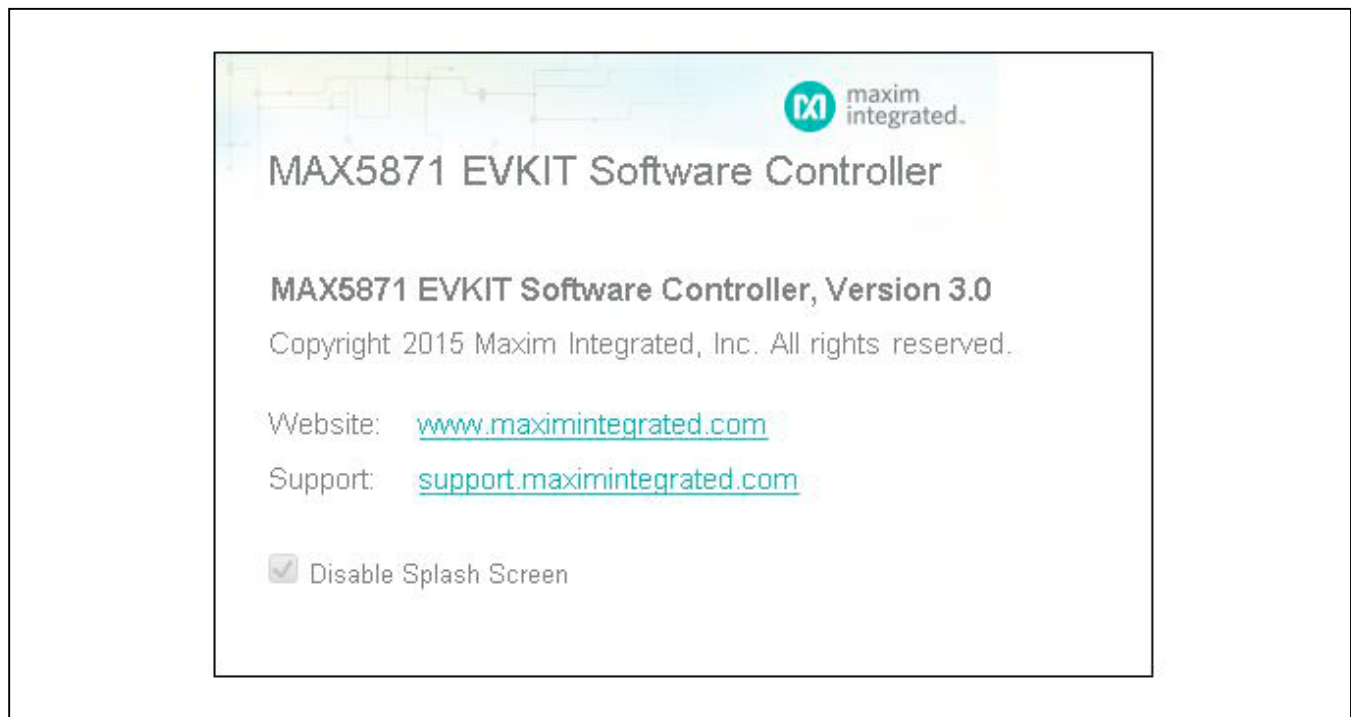 maxim
integrated.
MAX5871 EVKIT Software Controller
MAX5871 EVKIT Software Controller, Version 3.0
Copyright 2015 Maxim Integrated, Inc. All rights reserved.
Website: www.maximintegrated.com
Support: support.maximintegrated.com
Disable Splash Screen